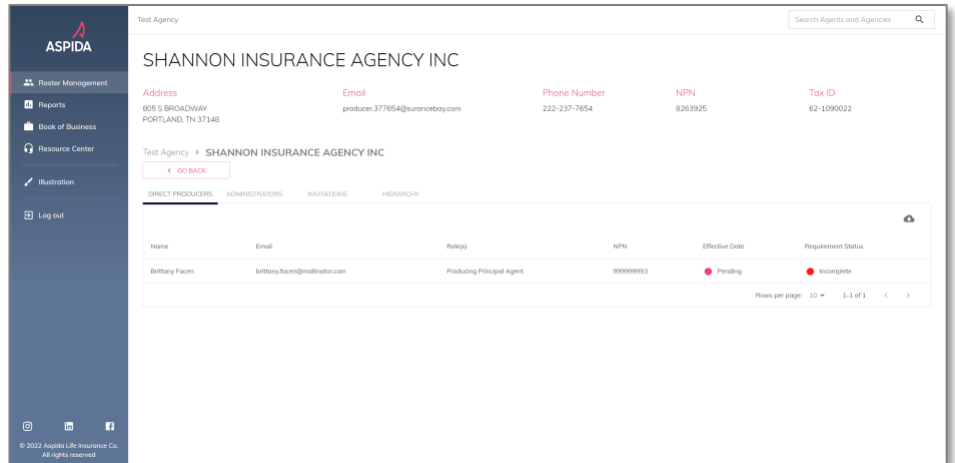 ASPIDA
Roster Management
Reports
Book of Business
Resource Center
Illustration
Log out
© 2022 Aspida Life Insurance Co.
All rights reserved
Test Agency
Search Agents and Agencies
SHANNON INSURANCE AGENCY INC
Address Email Phone Number NPN Tax ID
805 S BROADWAY producer.377654@surancebay.com 222-237-7654 8263925 62-1090022
PORTLAND, TN 37148
Test Agency > SHANNON INSURANCE AGENCY INC
< GO BACK
DIRECT PRODUCERS ADMINISTRATORS INVITATIONS HIERARCHY
Name Email Role(s) NPN Effective Date Requirement Status
Brittany Facen brittany.facen@mailinator.com Producing Principal Agent 999999953 Pending Incomplete
Rows per page: 10 1-1 of 1 < >